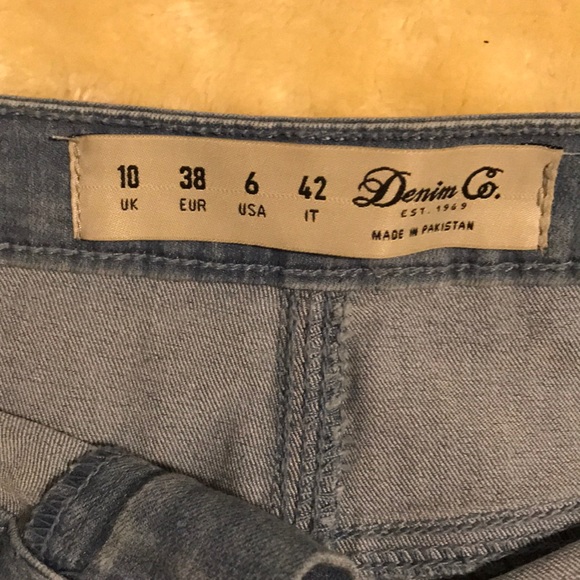 10 38 6 42 Denim Co.
UK EUR USA IT EST. 1969
MADE IN PAKISTAN